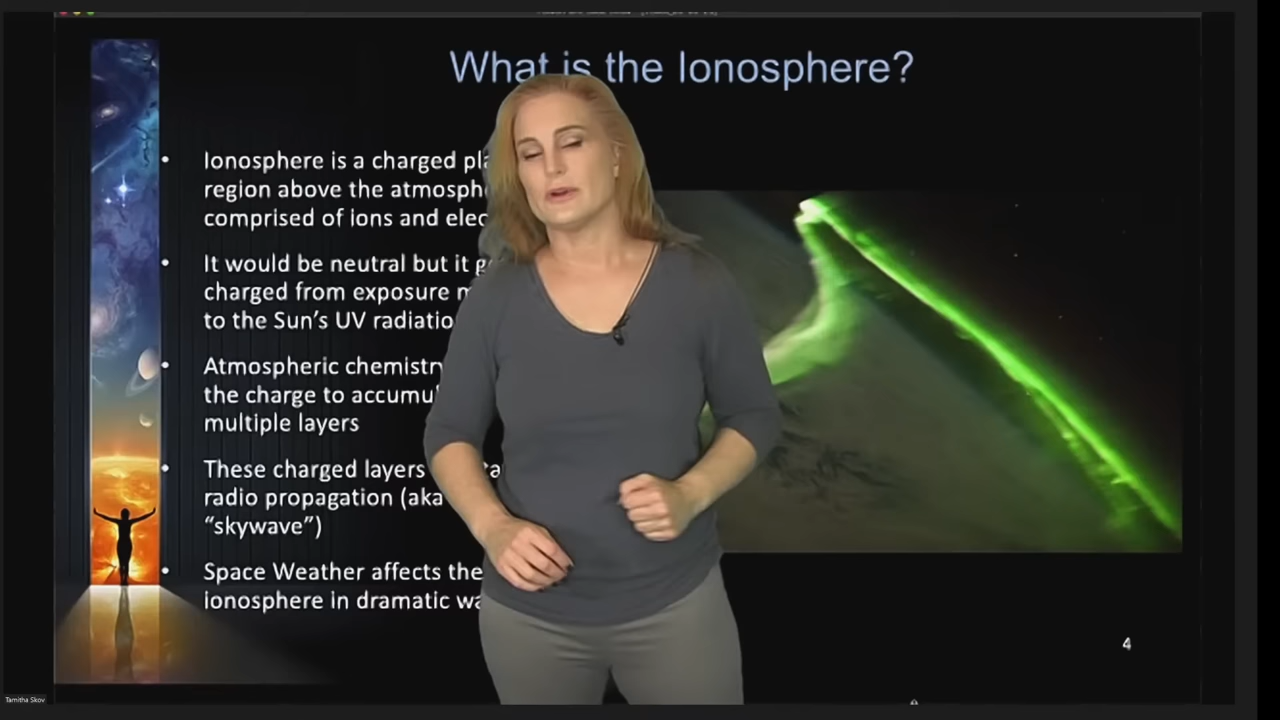 What is the Ionosphere?
• Ionosphere is a charged pla
region above the atmosph
comprised of ions and elec
• It would be neutral but it g
charged from exposure
to the Sun's UV radiatio
• Atmospheric chemistry
the charge to accumul
multiple layers
• These charged layers
radio propagation (aka
"skywave")
• Space Weather affects the
ionosphere in dramatic wa
4
Tamitha Skov